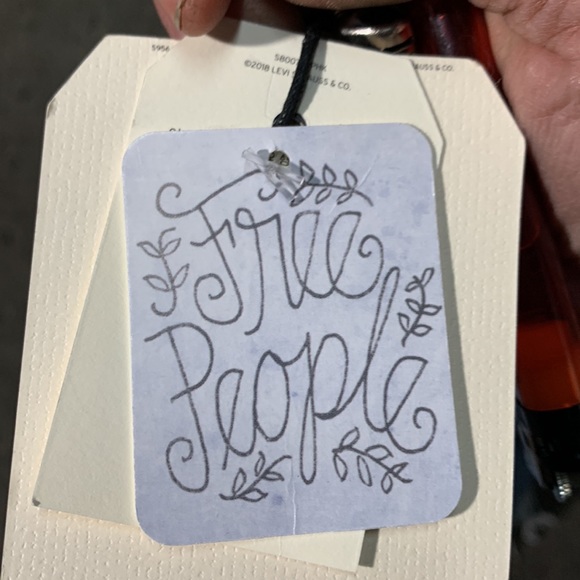 ©2018 LEVI STRAUSS & CO.
Free
People